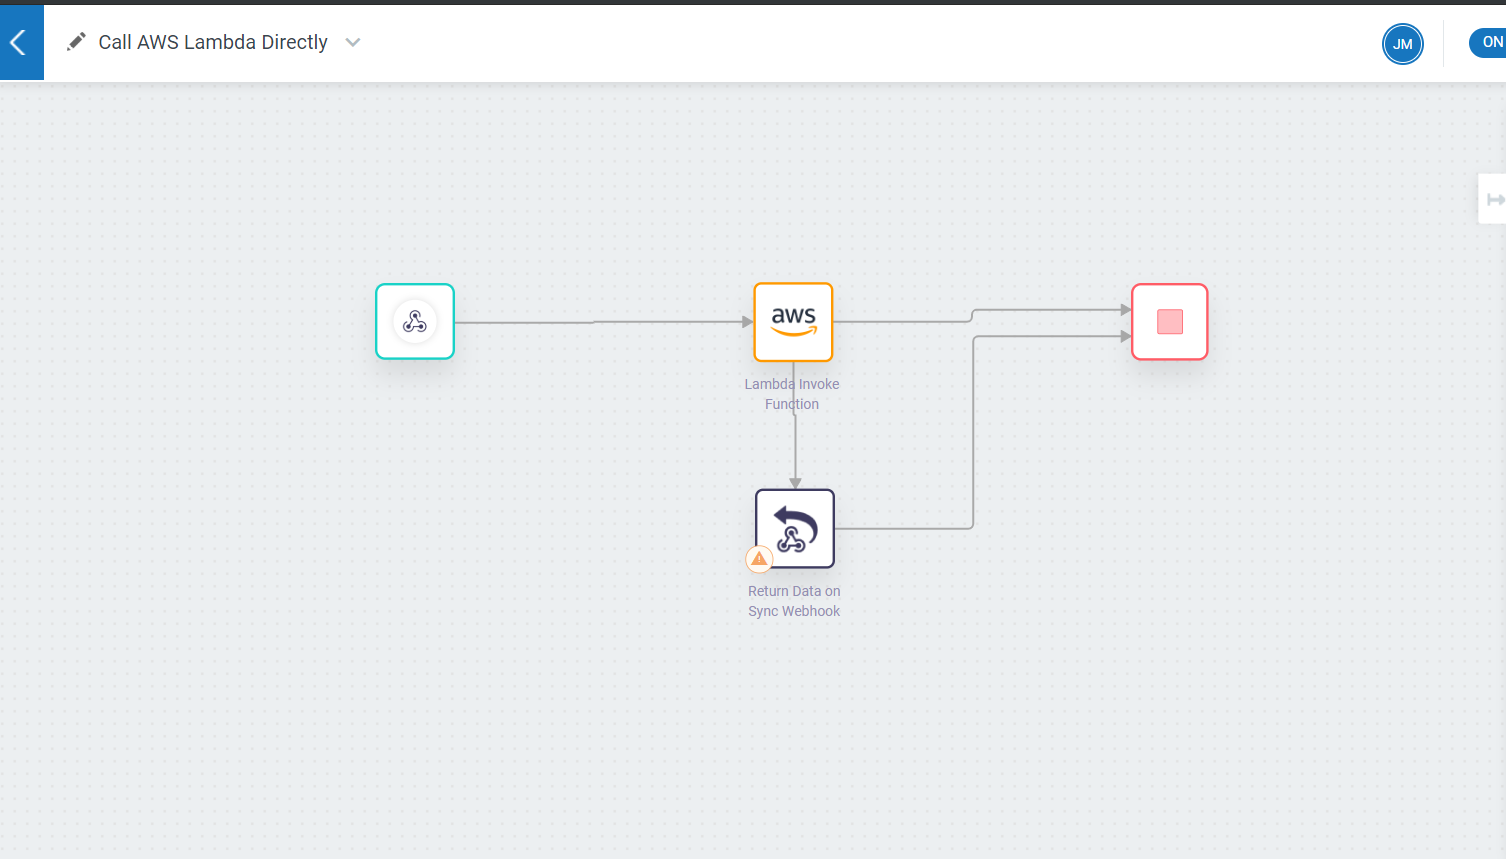 Call AWS Lambda Directly
JM
ON
aws
Lambda Invoke
Function
Return Data on
Sync Webhook